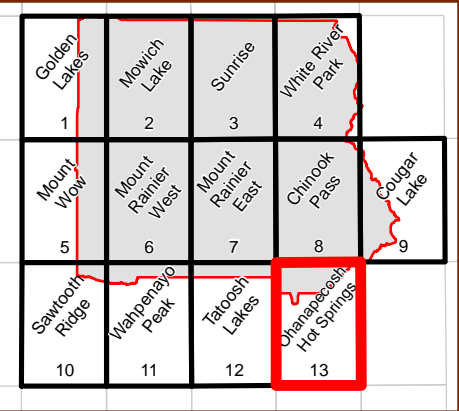 Golden
Lakes
1
Mowich
Lake
2
Sunrise
3
White River
Park
4
Mount
Wow
5
Mount
Rainier
West
6
Mount
Rainier
East
7
Chinook
Pass
8
Cougar
Lake
9
Sawtooth
Ridge
10
Wahpenayo
Peak
11
Tatoosh
Lakes
12
Ohanapecosh
Hot Springs
13